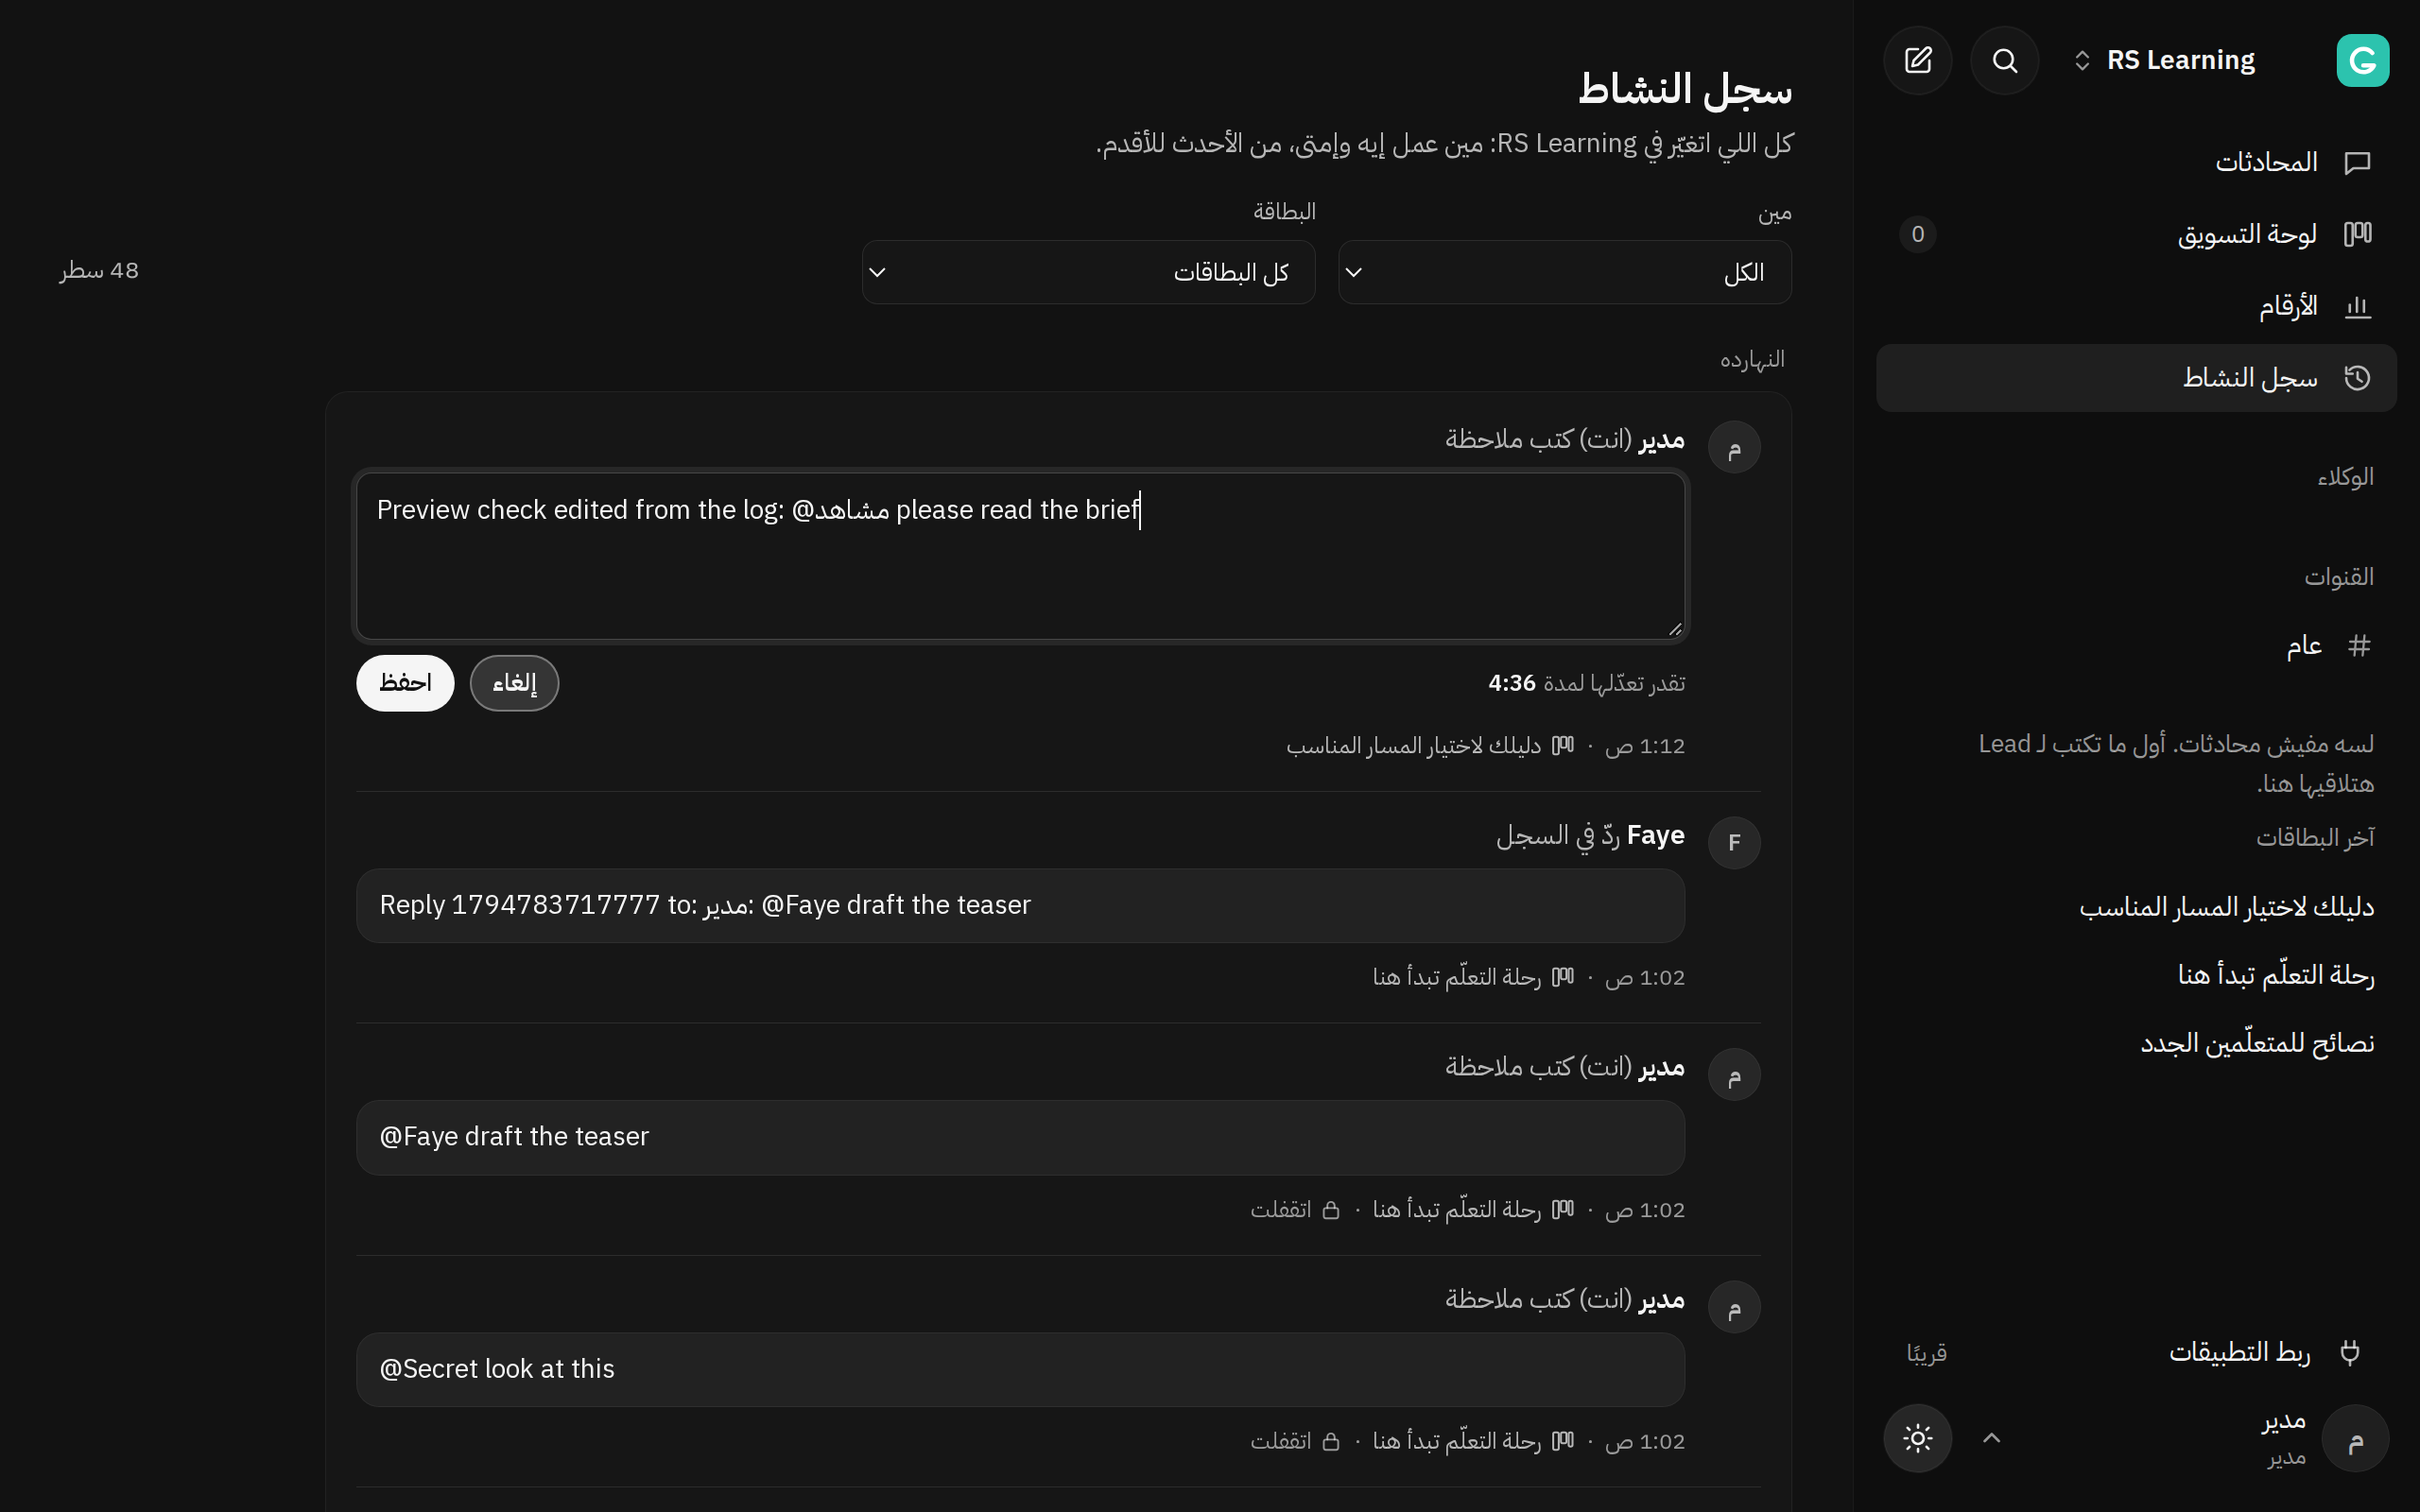 RS Learning
المحادثات
لوحة التسويق
0
الأرقام
سجل النشاط
الوكلاء
القنوات
عام
لسه مفيش محادثات. أول ما تكتب لـ Lead
هتلاقيها هنا.
آخر البطاقات
دليلك لاختيار المسار المناسب
رحلة التعلّم تبدأ هنا
نصائح للمتعلّمين الجدد
ربط التطبيقات
قريبًا
م
مدير
مدير
سجل النشاط
كل اللي اتغيّر في RS Learning: مين عمل إيه وإمتى، من الأحدث للأقدم.
مين
البطاقة
الكل
كل البطاقات
48 سطر
النهارده
م
مدير (انت) كتب ملاحظة
Preview check edited from the log: @مشاهد please read the brief
تقدر تعدّلها لمدة 4:36
إلغاء
احفظ
1:12 ص · دليلك لاختيار المسار المناسب
F
Faye ردّ في السجل
Reply 1794783717777 to: مدير: @Faye draft the teaser
1:02 ص · رحلة التعلّم تبدأ هنا
م
مدير (انت) كتب ملاحظة
@Faye draft the teaser
1:02 ص · رحلة التعلّم تبدأ هنا · اتقفلت
م
مدير (انت) كتب ملاحظة
@Secret look at this
1:02 ص · رحلة التعلّم تبدأ هنا · اتقفلت